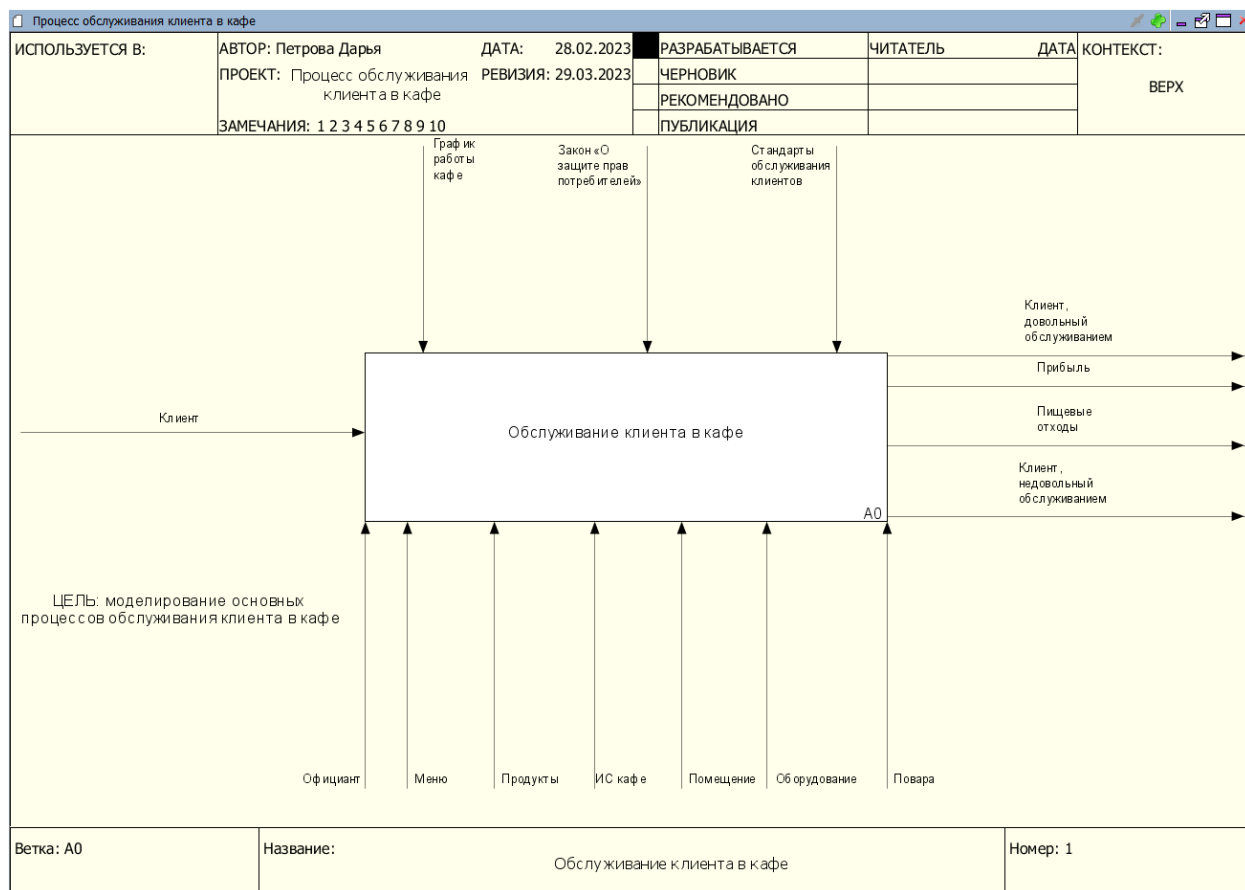 Процесс обслуживания клиента в кафе
ИСПОЛЬЗУЕТСЯ В:
АВТОР: Петрова Дарья
ДАТА: 28.02.2023
ПРОЕКТ: Процесс обслуживания
клиента в кафе
РЕВИЗИЯ: 29.03.2023
ЗАМЕЧАНИЯ: 1 2 3 4 5 6 7 8 9 10
РАЗРАБАТЫВАЕТСЯ
ЧЕРНОВИК
РЕКОМЕНДОВАНО
ПУБЛИКАЦИЯ
ЧИТАТЕЛЬ
ДАТА
КОНТЕКСТ:
ВЕРХ
График
работы
кафе
Закон «О
защите прав
потребителей»
Стандарты
обслуживания
клиентов
Клиент,
довольный
обслуживанием
Прибыль
Клиент
Обслуживание клиента в кафе
Пищевые
отходы
Клиент,
недовольный
обслуживанием
A0
ЦЕЛЬ: моделирование основных
процессов обслуживания клиента в кафе
Официант
Меню
Продукты
ИС кафе
Помещение
Оборудование
Повара
Ветка: A0
Название:
Обслуживание клиента в кафе
Номер: 1